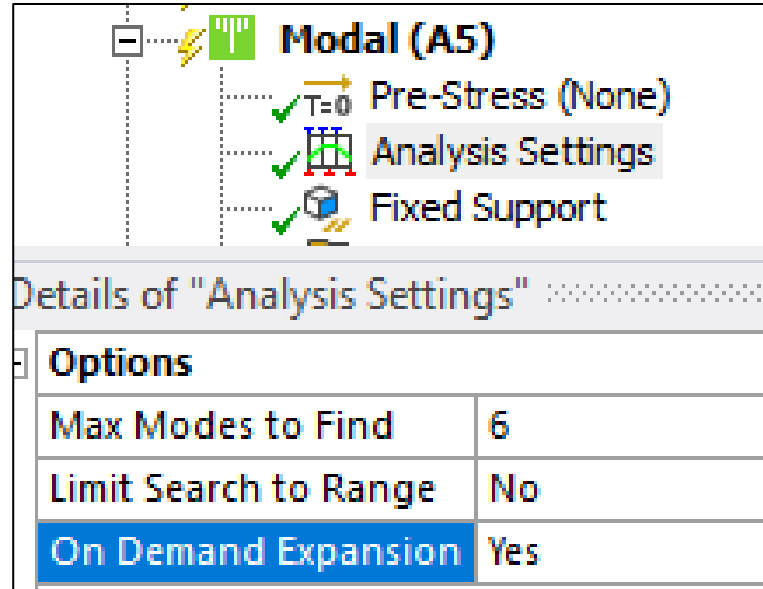 Modal (A5)
T=0 Pre-Stress (None)
Analysis Settings
Fixed Support
Details of "Analysis Settings"
Options
Max Modes to Find 6
Limit Search to Range No
On Demand Expansion Yes